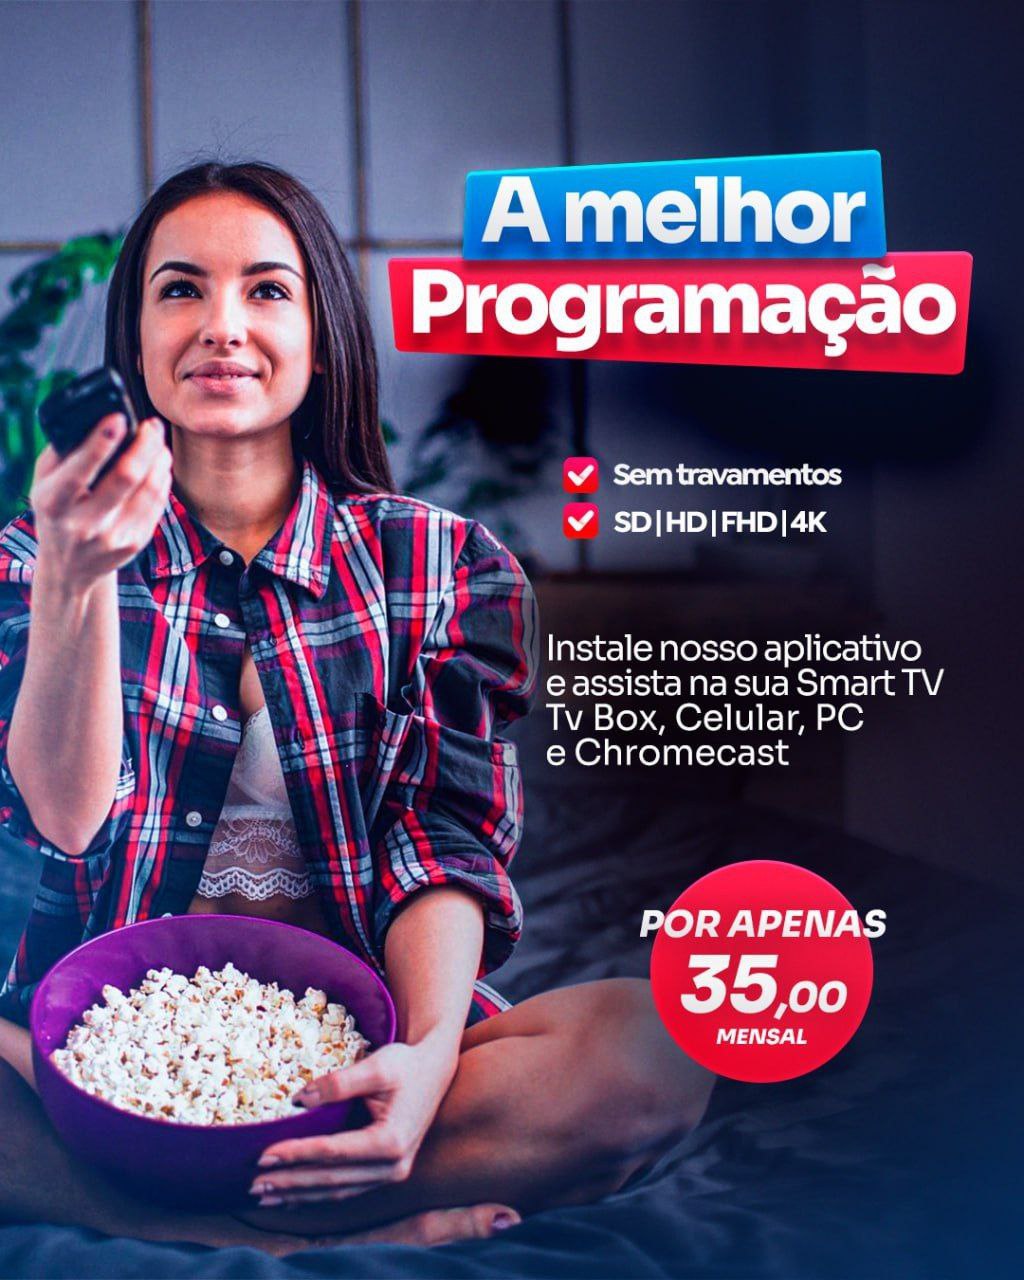 A melhor
Programação
Sem travamentos
SD|HD|FHD|4K
Instale nosso aplicativo
e assista na sua Smart TV
Tv Box, Celular, PC
e Chromecast
POR APENAS
35,00
MENSAL